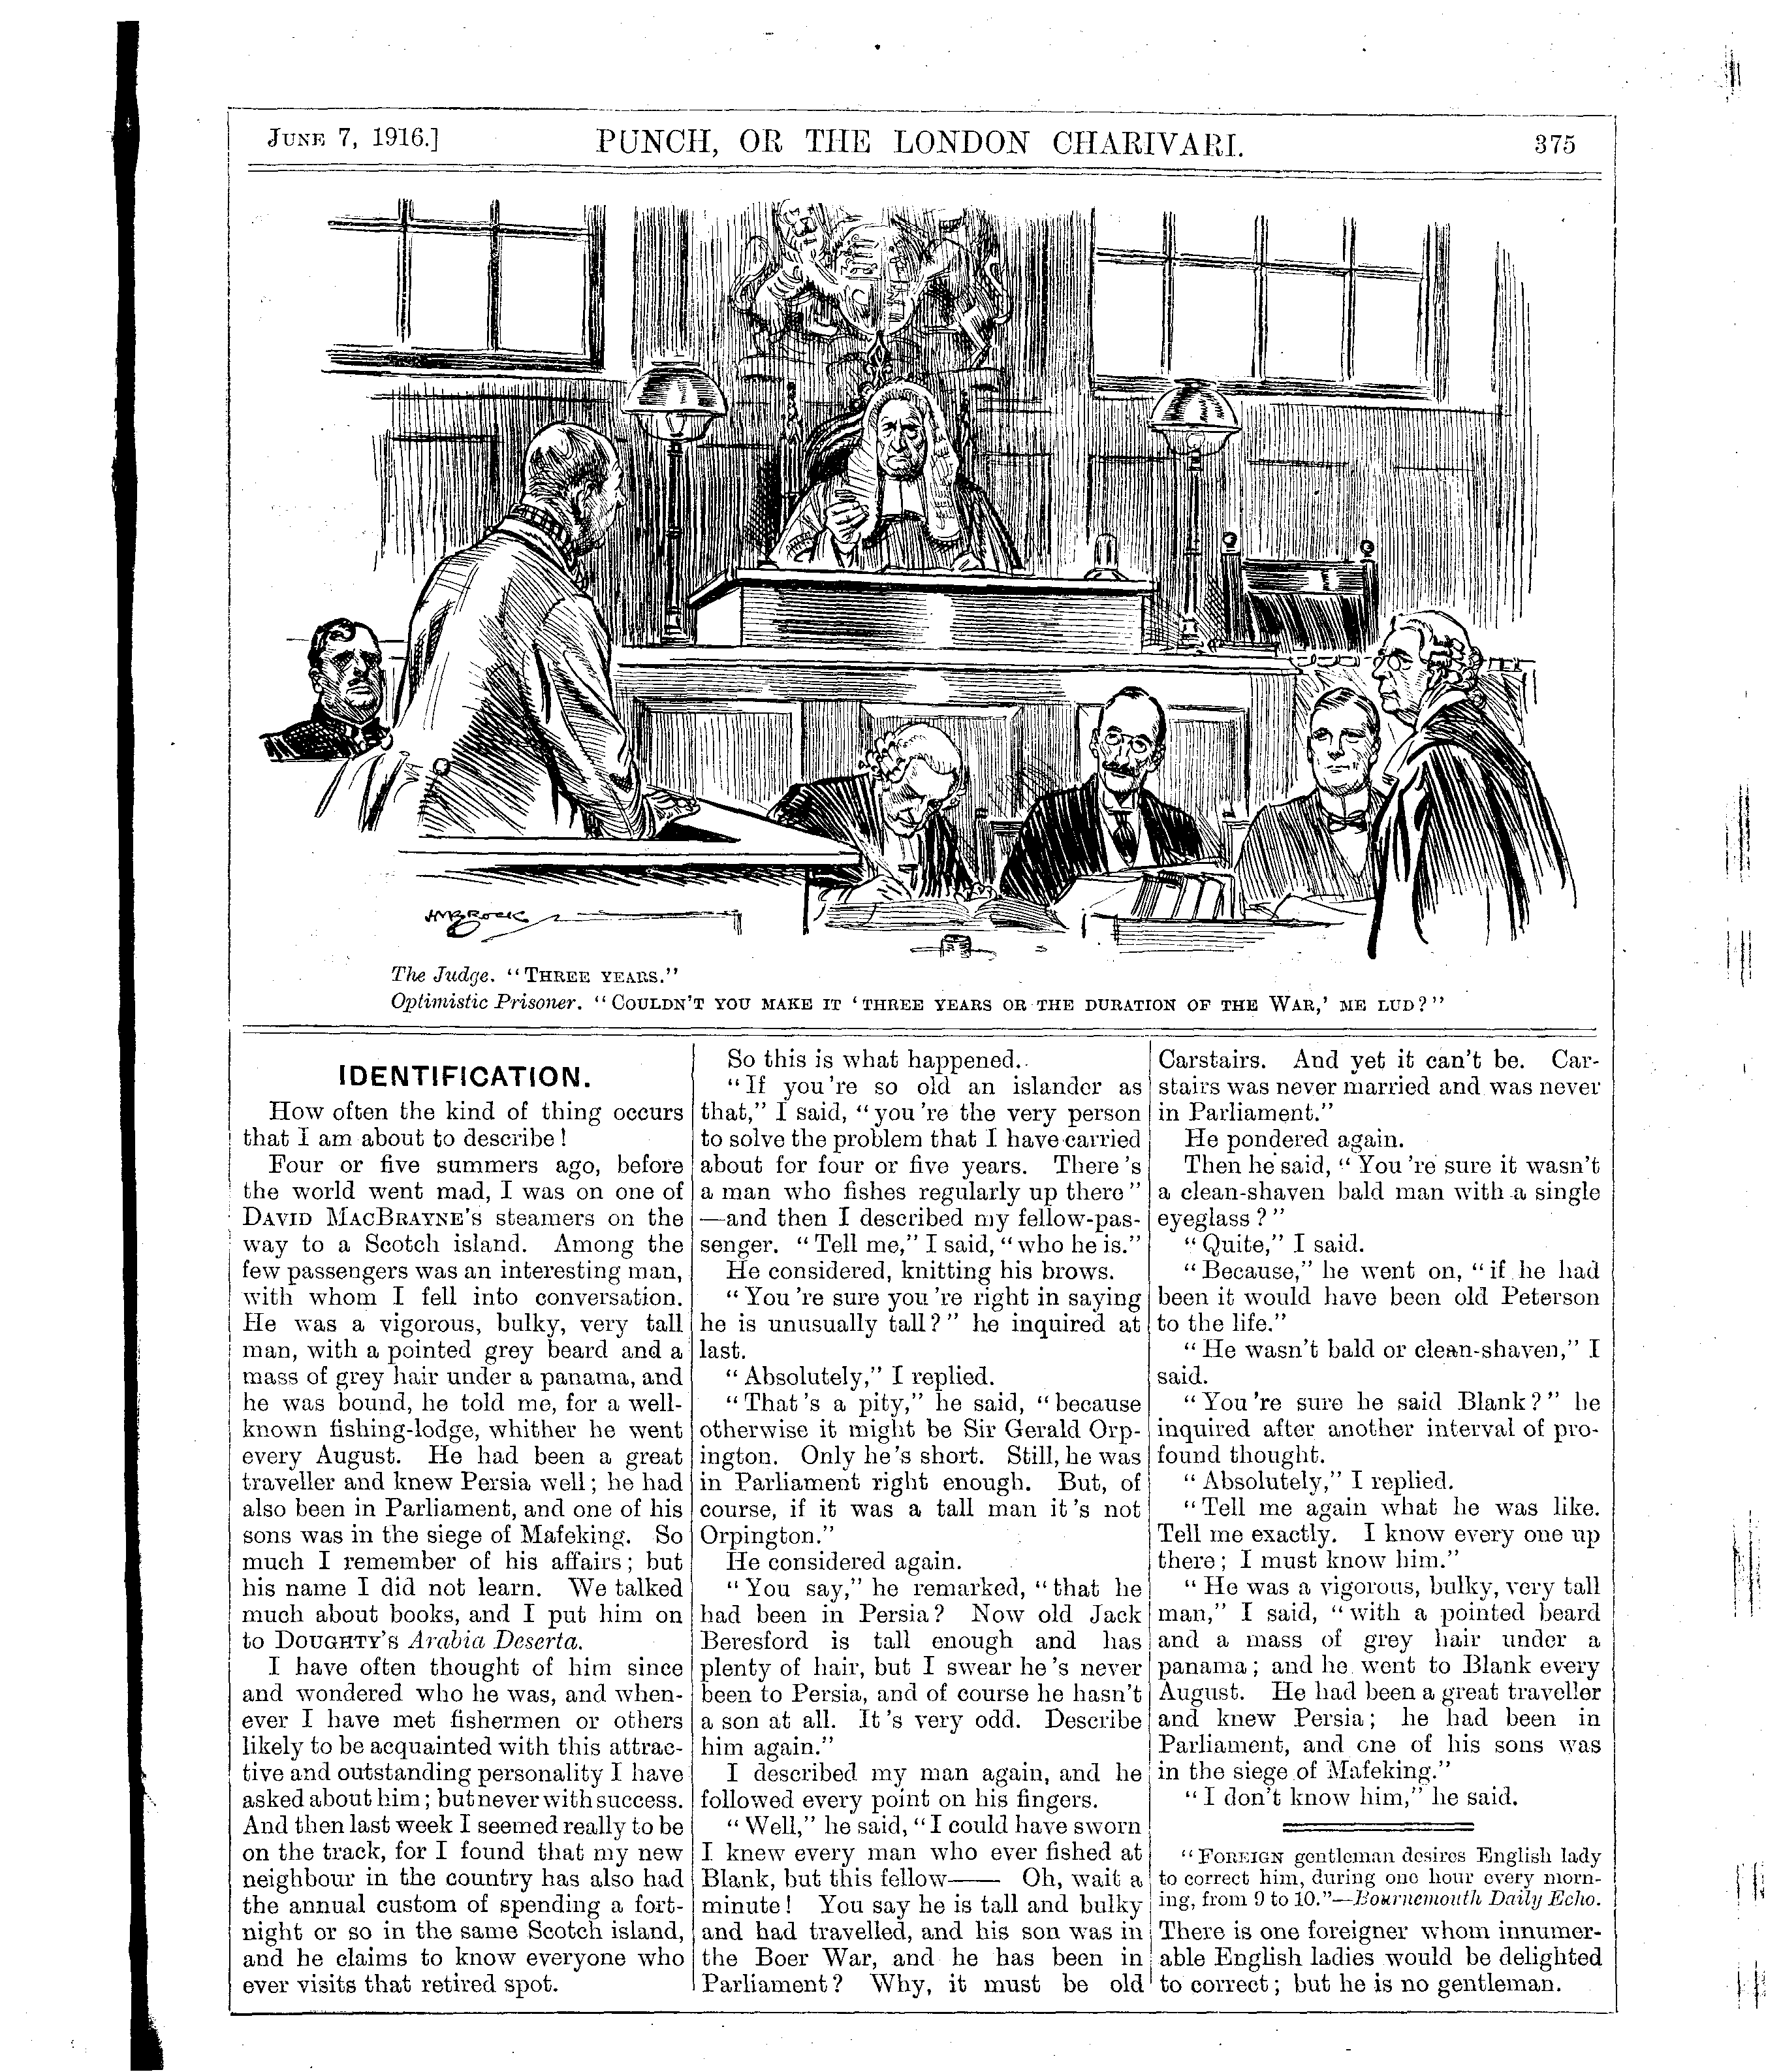 JUNE 7, 1916.] PUNCH, OR THE LONDON CHARIVARI. 375
HMBROCK
The Judge. "THREE YEARS."
Optimistic Prisoner. "COULDN'T YOU MAKE IT 'THREE YEARS OR THE DURATION OF THE WAR,' ME LUD?"
IDENTIFICATION.
How often the kind of thing occurs
that I am about to describe!
Four or five summers ago, before
the world went mad, I was on one of
DAVID MACBRAYNE'S steamers on the
way to a Scotch island. Among the
few passengers was an interesting man,
with whom I fell into conversation.
He was a vigorous, bulky, very tall
man, with a pointed grey beard and a
mass of grey hair under a panama, and
he was bound, he told me, for a well-
known fishing-lodge, whither he went
every August. He had been a great
traveller and knew Persia well; he had
also been in Parliament, and one of his
sons was in the siege of Mafeking. So
much I remember of his affairs; but
his name I did not learn. We talked
much about books, and I put him on
to DOUGHTY'S Arabia Deserta.
I have often thought of him since
and wondered who he was, and when-
ever I have met fishermen or others
likely to be acquainted with this attrac-
tive and outstanding personality I have
asked about him; but never with success.
And then last week I seemed really to be
on the track, for I found that my new
neighbour in the country has also had
the annual custom of spending a fort-
night or so in the same Scotch island,
and he claims to know everyone who
ever visits that retired spot.
So this is what happened.
"If you're so old an islander as
that," I said, "you're the very person
to solve the problem that I have carried
about for four or five years. There's
a man who fishes regularly up there"
—and then I described my fellow-pas-
senger. "Tell me," I said, "who he is."
He considered, knitting his brows.
"You're sure you're right in saying
he is unusually tall?" he inquired at
last.
"Absolutely," I replied.
"That's a pity," he said, "because
otherwise it might be Sir Gerald Orp-
ington. Only he's short. Still, he was
in Parliament right enough. But, of
course, if it was a tall man it's not
Orpington."
He considered again.
"You say," he remarked, "that he
had been in Persia? Now old Jack
Beresford is tall enough and has
plenty of hair, but I swear he's never
been to Persia, and of course he hasn't
a son at all. It's very odd. Describe
him again."
I described my man again, and he
followed every point on his fingers.
"Well," he said, "I could have sworn
I knew every man who ever fished at
Blank, but this fellow—— Oh, wait a
minute! You say he is tall and bulky
and had travelled, and his son was in
the Boer War, and he has been in
Parliament? Why, it must be old
Carstairs. And yet it can't be. Car-
stairs was never married and was never
in Parliament."
He pondered again.
Then he said, "You're sure it wasn't
a clean-shaven bald man with a single
eyeglass?"
"Quite," I said.
"Because," he went on, "if he had
been it would have been old Peterson
to the life."
"He wasn't bald or clean-shaven," I
said.
"You're sure he said Blank?" he
inquired after another interval of pro-
found thought.
"Absolutely," I replied.
"Tell me again what he was like.
Tell me exactly. I know every one up
there; I must know him."
"He was a vigorous, bulky, very tall
man," I said, "with a pointed beard
and a mass of grey hair under a
panama; and he went to Blank every
August. He had been a great traveller
and knew Persia; he had been in
Parliament, and one of his sons was
in the siege of Mafeking."
"I don't know him," he said.
"FOREIGN gentleman desires English lady
to correct him, during one hour every morn-
ing, from 9 to 10."—Bournemouth Daily Echo.
There is one foreigner whom innumer-
able English ladies would be delighted
to correct; but he is no gentleman.